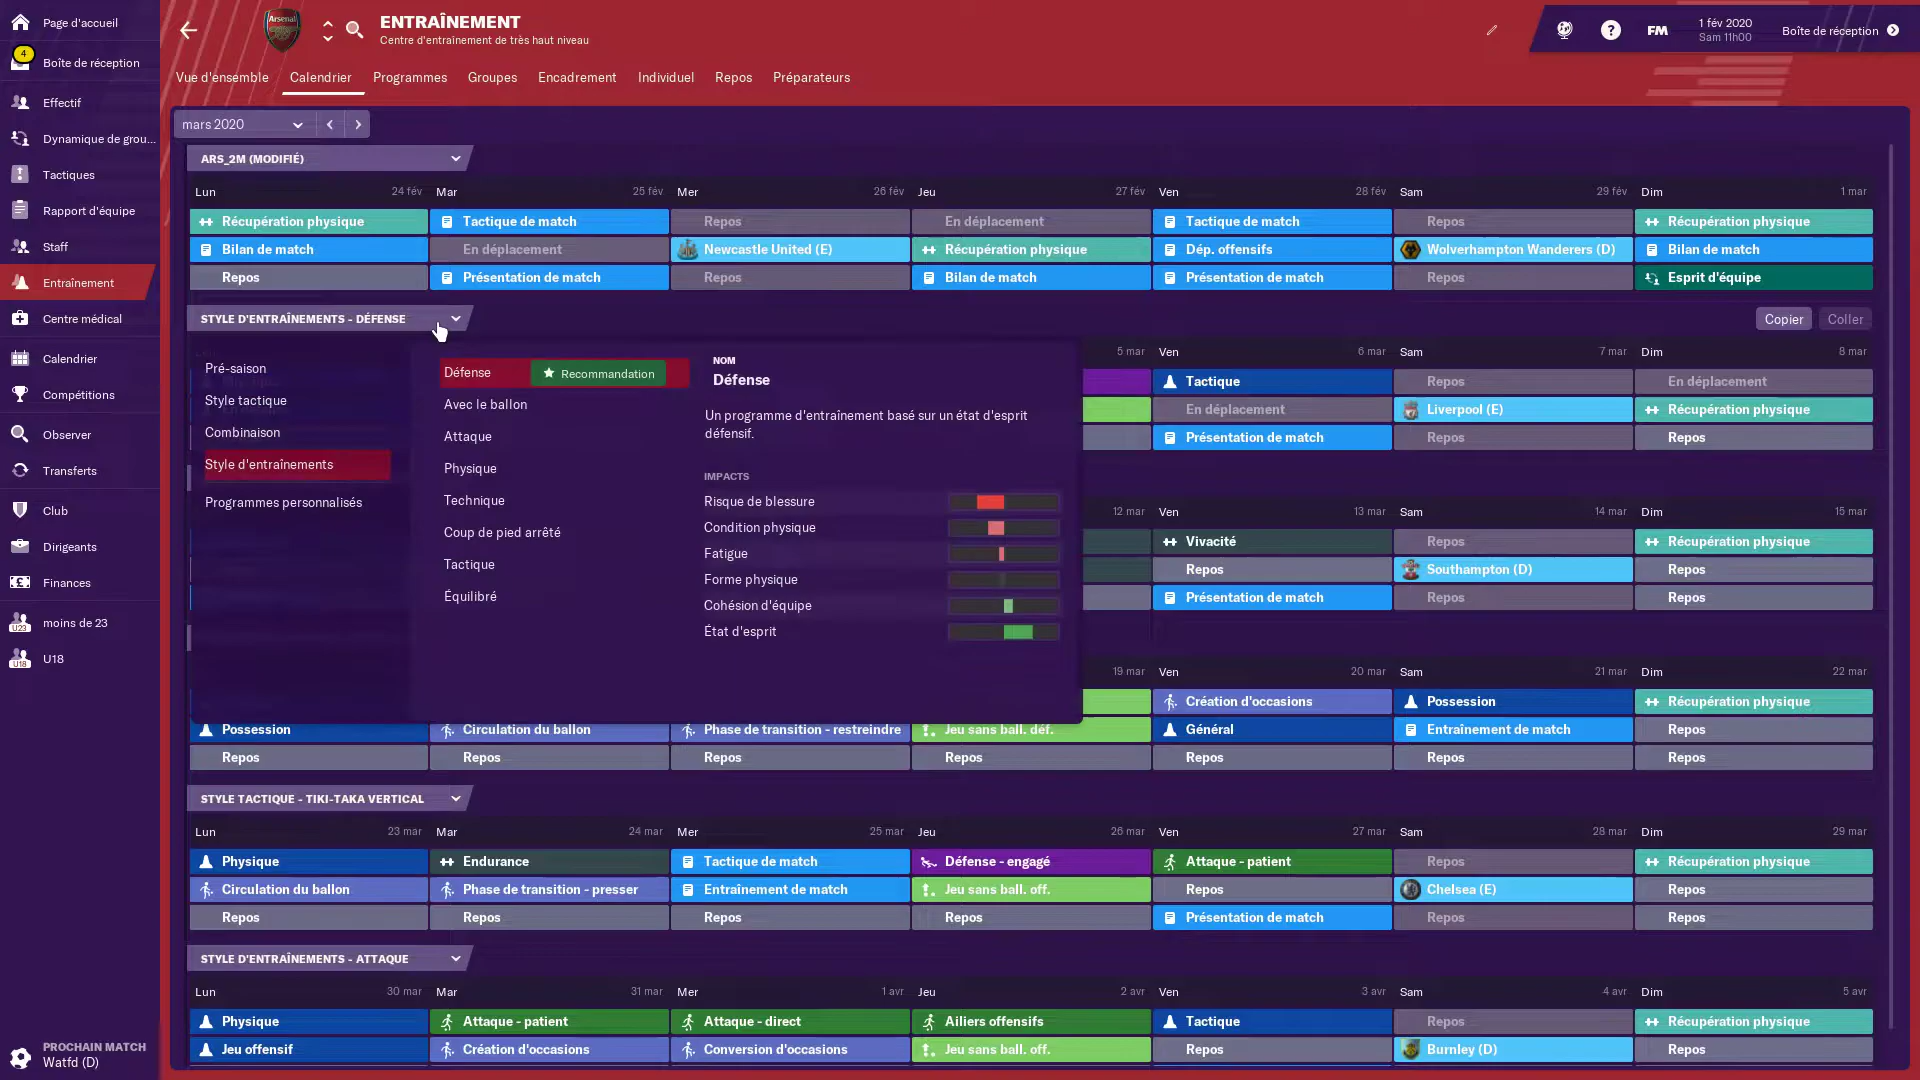 Page d'accueil
4
Boîte de réception
Effectif
Dynamique de grou...
Tactiques
Rapport d'équipe
Staff
Entraînement
Centre médical
Calendrier
Compétitions
Observer
Transferts
Club
Dirigeants
Finances
U23
moins de 23
U18
U18
PROCHAIN MATCH
Watfd (D)
Arsenal
ENTRAÎNEMENT
Centre d'entraînement de très haut niveau
? FM
1 fév 2020
Sam 11h00
Boîte de réception
Vue d'ensemble Calendrier Programmes Groupes Encadrement Individuel Repos Préparateurs
mars 2020
ARS_2M (MODIFIÉ)
Lun 24 fév Mar 25 fév Mer 26 fév Jeu 27 fév Ven 28 fév Sam 29 fév Dim 1 mar
Récupération physique Tactique de match Repos En déplacement Tactique de match Repos Récupération physique
Bilan de match En déplacement Newcastle United (E) Récupération physique Dép. offensifs Wolverhampton Wanderers (D) Bilan de match
Repos Présentation de match Repos Bilan de match Présentation de match Repos Esprit d'équipe
STYLE D'ENTRAÎNEMENTS - DÉFENSE
Copier Coller
Pré-saison
Style tactique
Combinaison
Style d'entraînements
Programmes personnalisés
Défense Recommandation
Avec le ballon
Attaque
Physique
Technique
Coup de pied arrêté
Tactique
Équilibré
NOM
Défense
Un programme d'entraînement basé sur un état d'esprit
défensif.
IMPACTS
Risque de blessure
Condition physique
Fatigue
Forme physique
Cohésion d'équipe
État d'esprit
5 mar Ven 6 mar Sam 7 mar Dim 8 mar
Tactique Repos En déplacement
En déplacement Liverpool (E) Récupération physique
Présentation de match Repos Repos
12 mar Ven 13 mar Sam 14 mar Dim 15 mar
Vivacité Repos Récupération physique
Repos Southampton (D) Repos
Présentation de match Repos Repos
19 mar Ven 20 mar Sam 21 mar Dim 22 mar
Création d'occasions Possession Récupération physique
Possession Circulation du ballon Phase de transition - restreindre Jeu sans ball. déf. Général Entraînement de match Repos
Repos Repos Repos Repos Repos Repos Repos
STYLE TACTIQUE - TIKI-TAKA VERTICAL
Lun 23 mar Mar 24 mar Mer 25 mar Jeu 26 mar Ven 27 mar Sam 28 mar Dim 29 mar
Physique Endurance Tactique de match Défense - engagé Attaque - patient Repos Récupération physique
Circulation du ballon Phase de transition - presser Entraînement de match Jeu sans ball. off. Repos Chelsea (E) Repos
Repos Repos Repos Repos Présentation de match Repos Repos
STYLE D'ENTRAÎNEMENTS - ATTAQUE
Lun 30 mar Mar 31 mar Mer 1 avr Jeu 2 avr Ven 3 avr Sam 4 avr Dim 5 avr
Physique Attaque - patient Attaque - direct Ailiers offensifs Tactique Repos Récupération physique
Jeu offensif Création d'occasions Conversion d'occasions Jeu sans ball. off. Repos Burnley (D) Repos